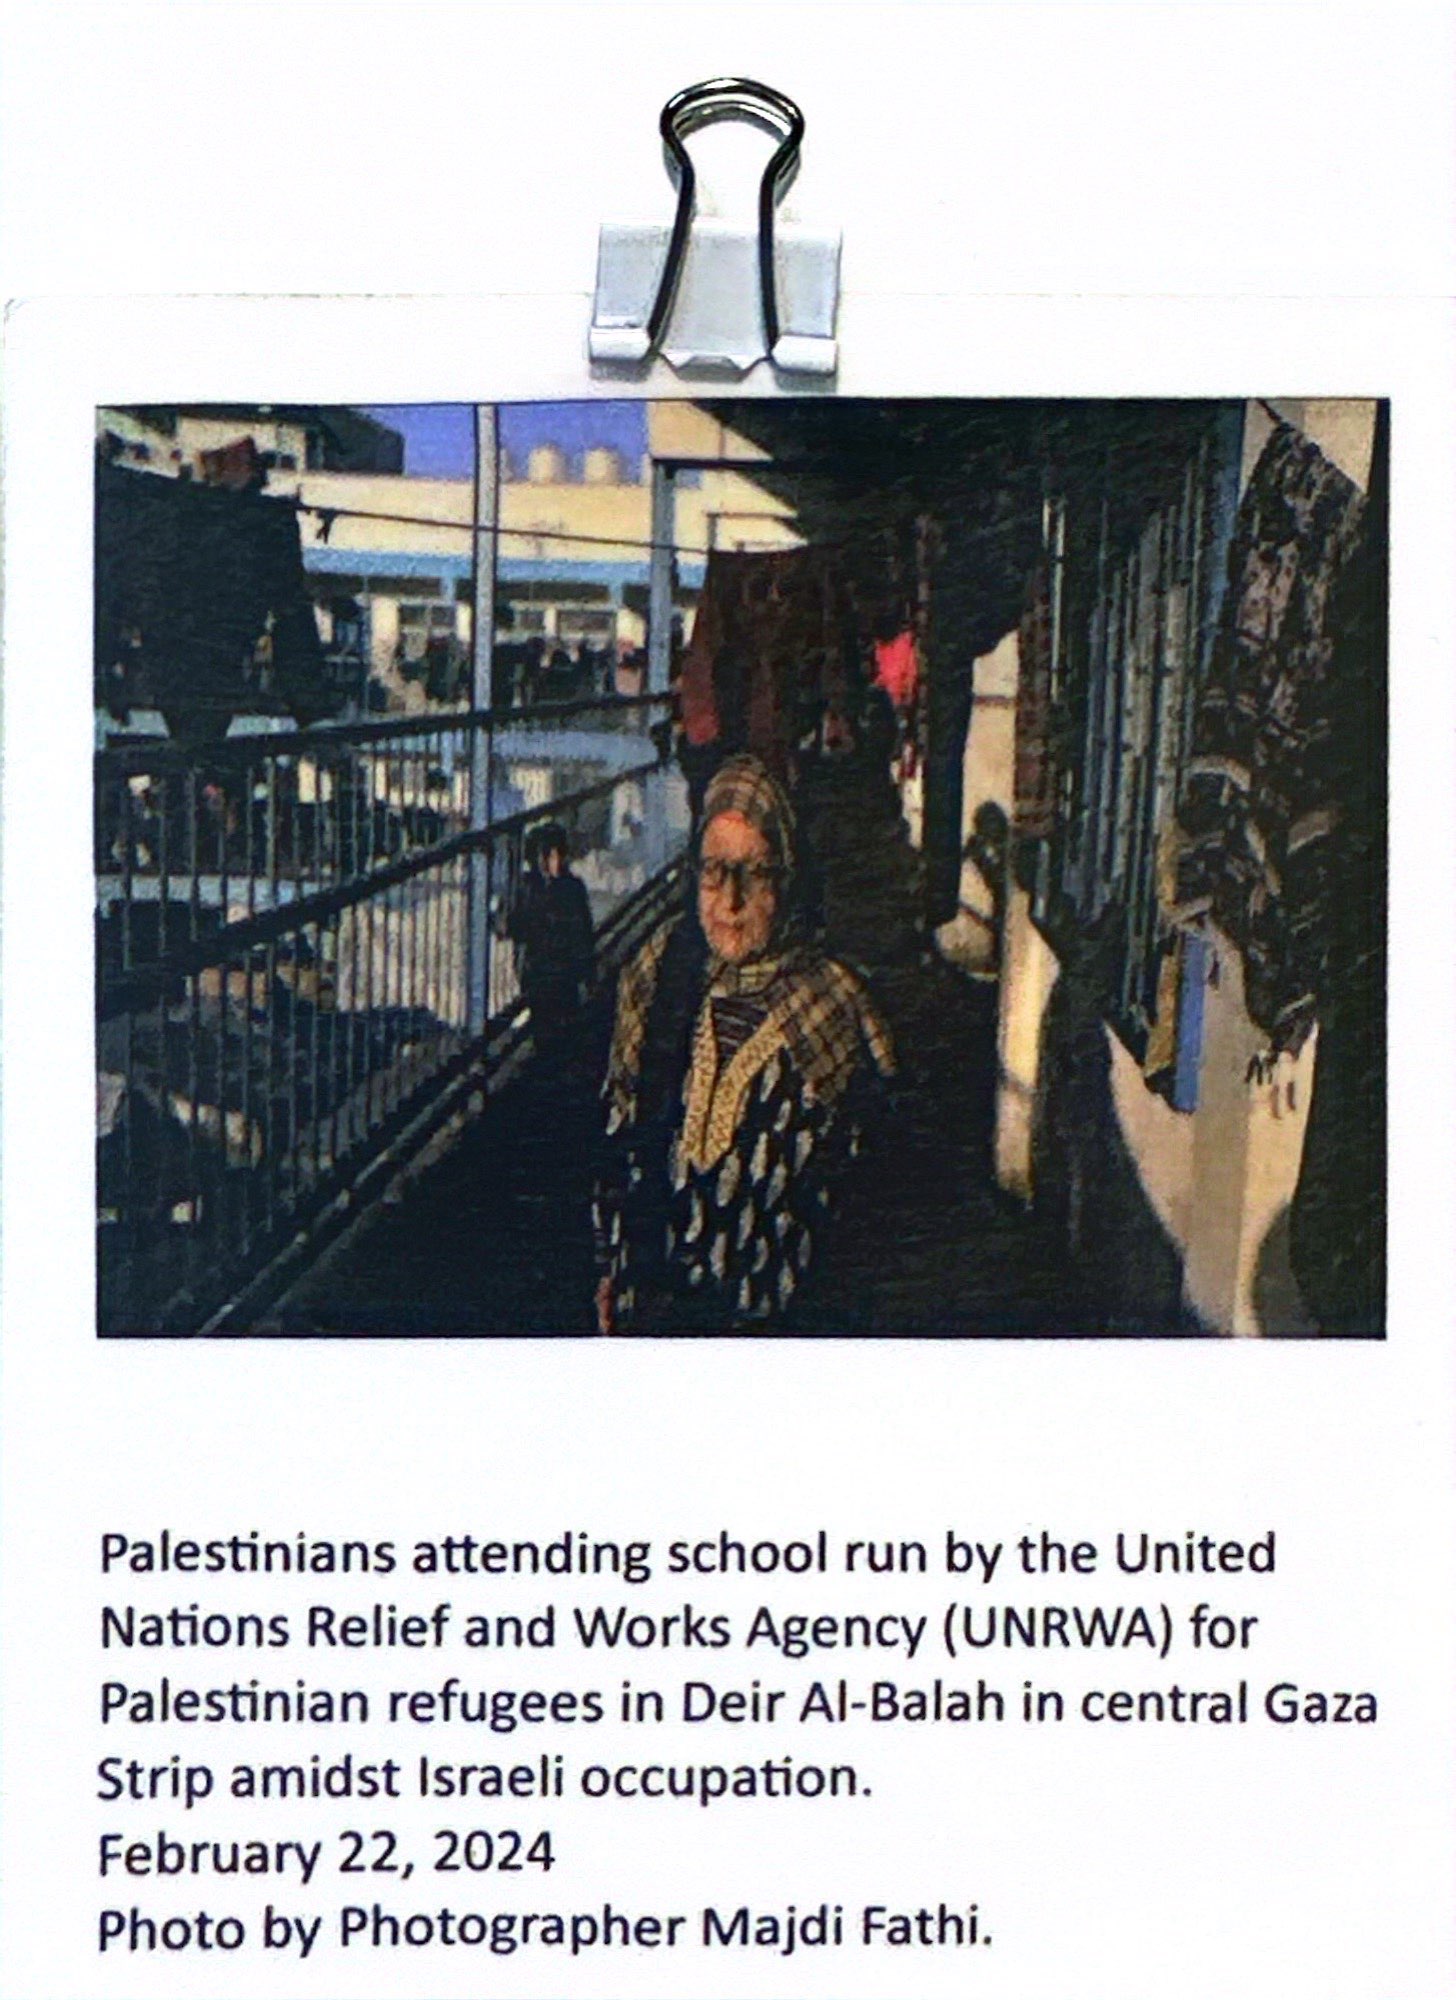 Palestinians attending school run by the United
Nations Relief and Works Agency (UNRWA) for
Palestinian refugees in Deir Al-Balah in central Gaza
Strip amidst Israeli occupation.
February 22, 2024
Photo by Photographer Majdi Fathi.